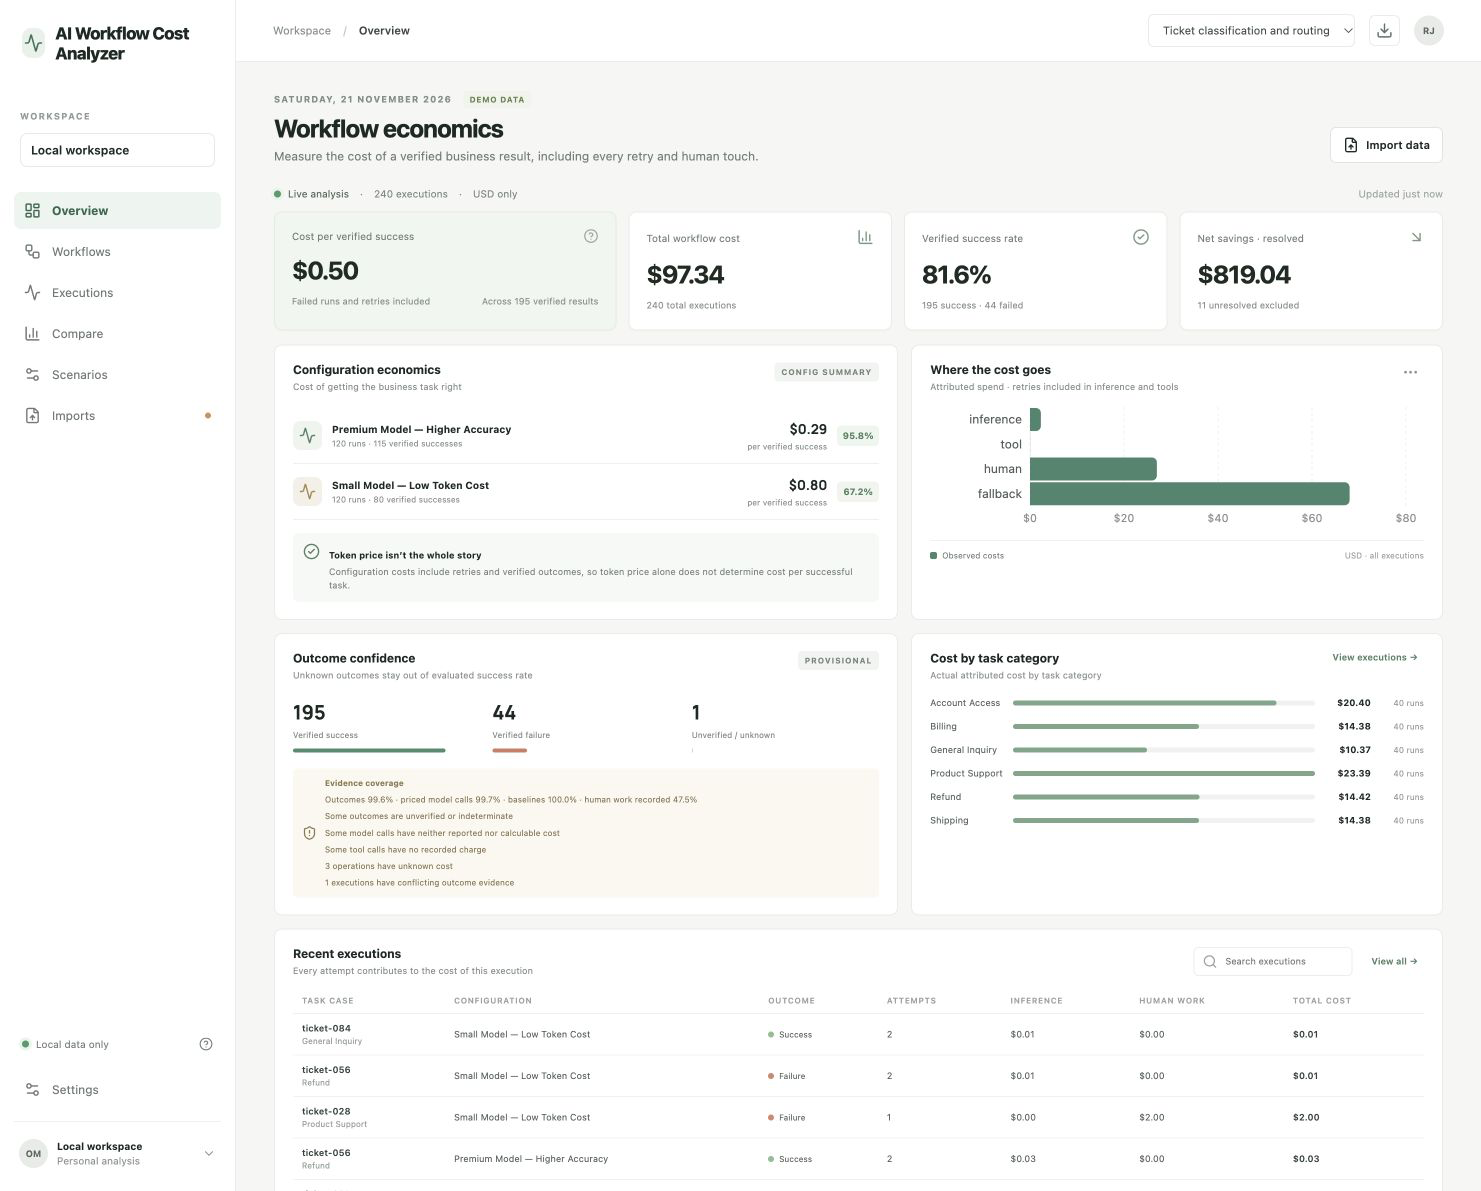 AI Workflow Cost
Analyzer
WORKSPACE
Local workspace
Overview
Workflows
Executions
Compare
Scenarios
Imports
Local data only
Settings
OM
Local workspace
Personal analysis
Workspace / Overview
Ticket classification and routing
RJ
SATURDAY, 21 NOVEMBER 2026 DEMO DATA
Workflow economics
Measure the cost of a verified business result, including every retry and human touch.
Import data
Live analysis · 240 executions · USD only
Updated just now
Cost per verified success
$0.50
Failed runs and retries included
Across 195 verified results
Total workflow cost
$97.34
240 total executions
Verified success rate
81.6%
195 success · 44 failed
Net savings · resolved
$819.04
11 unresolved excluded
Configuration economics
Cost of getting the business task right
CONFIG SUMMARY
Premium Model — Higher Accuracy
120 runs · 115 verified successes
$0.29
per verified success
95.8%
Small Model — Low Token Cost
120 runs · 80 verified successes
$0.80
per verified success
67.2%
Token price isn’t the whole story
Configuration costs include retries and verified outcomes, so token price alone does not determine cost per successful
task.
Where the cost goes
Attributed spend · retries included in inference and tools
inference
tool
human
fallback
$0 $20 $40 $60 $80
Observed costs
USD · all executions
Outcome confidence
Unknown outcomes stay out of evaluated success rate
PROVISIONAL
195
Verified success
44
Verified failure
1
Unverified / unknown
Evidence coverage
Outcomes 99.6% · priced model calls 99.7% · baselines 100.0% · human work recorded 47.5%
Some outcomes are unverified or indeterminate
Some model calls have neither reported nor calculable cost
Some tool calls have no recorded charge
3 operations have unknown cost
1 executions have conflicting outcome evidence
Cost by task category
Actual attributed cost by task category
View executions →
Account Access $20.40 40 runs
Billing $14.38 40 runs
General Inquiry $10.37 40 runs
Product Support $23.39 40 runs
Refund $14.42 40 runs
Shipping $14.38 40 runs
Recent executions
Every attempt contributes to the cost of this execution
Search executions
View all →
TASK CASE CONFIGURATION OUTCOME ATTEMPTS INFERENCE HUMAN WORK TOTAL COST
ticket-084
General Inquiry
Small Model — Low Token Cost Success 2 $0.01 $0.00 $0.01
ticket-056
Refund
Small Model — Low Token Cost Failure 2 $0.01 $0.00 $0.01
ticket-028
Product Support
Small Model — Low Token Cost Failure 1 $0.00 $2.00 $2.00
ticket-056
Refund
Premium Model — Higher Accuracy Success 2 $0.03 $0.00 $0.03